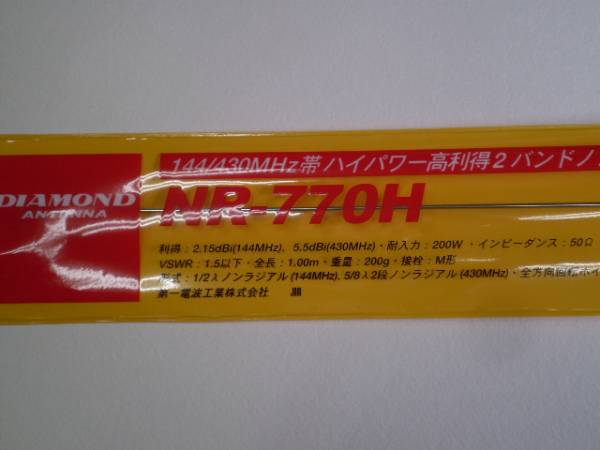 DIAMOND
ANTENNA
144/430MHz帯ハイパワー高利得2バンドノ
NR-770H
利得：2.15dBi(144MHz)、5.5dBi(430MHz)・耐入力：200W・インピーダンス：50Ω
VSWR：1.5以下・全長：1.00m・重量：200g・接栓：M形
形式：1/2λノンラジアル(144MHz), 5/8λ2段ノンラジアル(430MHz)・全方向回転ホイ
第一電波工業株式会社